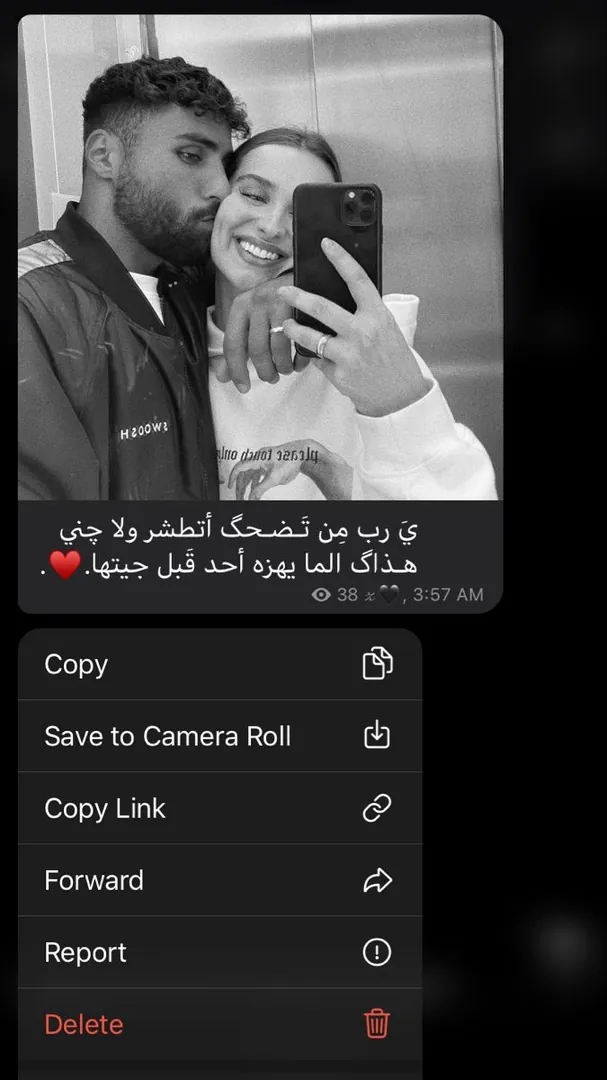 SWOOSH
please touch only
يَ رب مِن تَـضـحگ أتطشر ولا چني
هـذاگ الما يهزه أحد قَبل جيتها.♥️.
38 𝓍🖤, 3:57 AM
Copy
Save to Camera Roll
Copy Link
Forward
Report
Delete